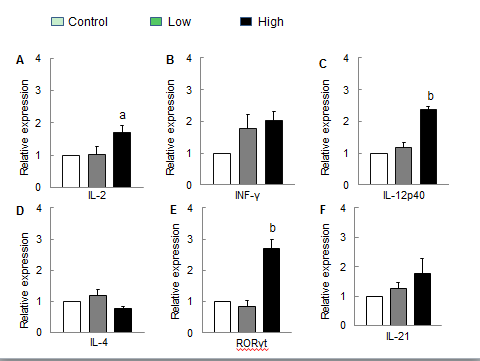 Control Low High
A
Relative expression
4
3
2
1
0
a
IL-2
B
Relative expression
4
3
2
1
0
INF-γ
C
Relative expression
4
3
2
1
0
b
IL-12p40
D
Relative expression
4
3
2
1
0
IL-4
E
Relative expression
4
3
2
1
0
b
RORγt
F
Relative expression
4
3
2
1
0
IL-21